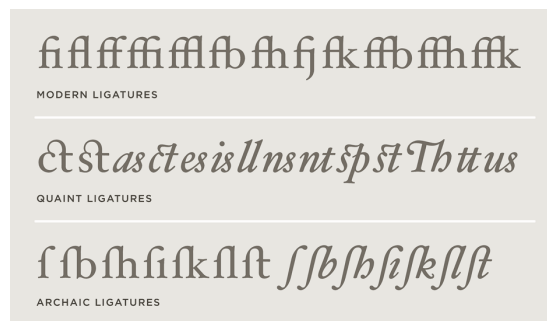 fi fl ff ffi ffl fb fh fj fk ffb ffh ffk
MODERN LIGATURES
ct st as ct es is ll ns nt sp st Th tt us
QUAINT LIGATURES
ſ ſb ſh ſi ſk ſl ſt ſ ſb ſh ſi ſk ſl ſt
ARCHAIC LIGATURES